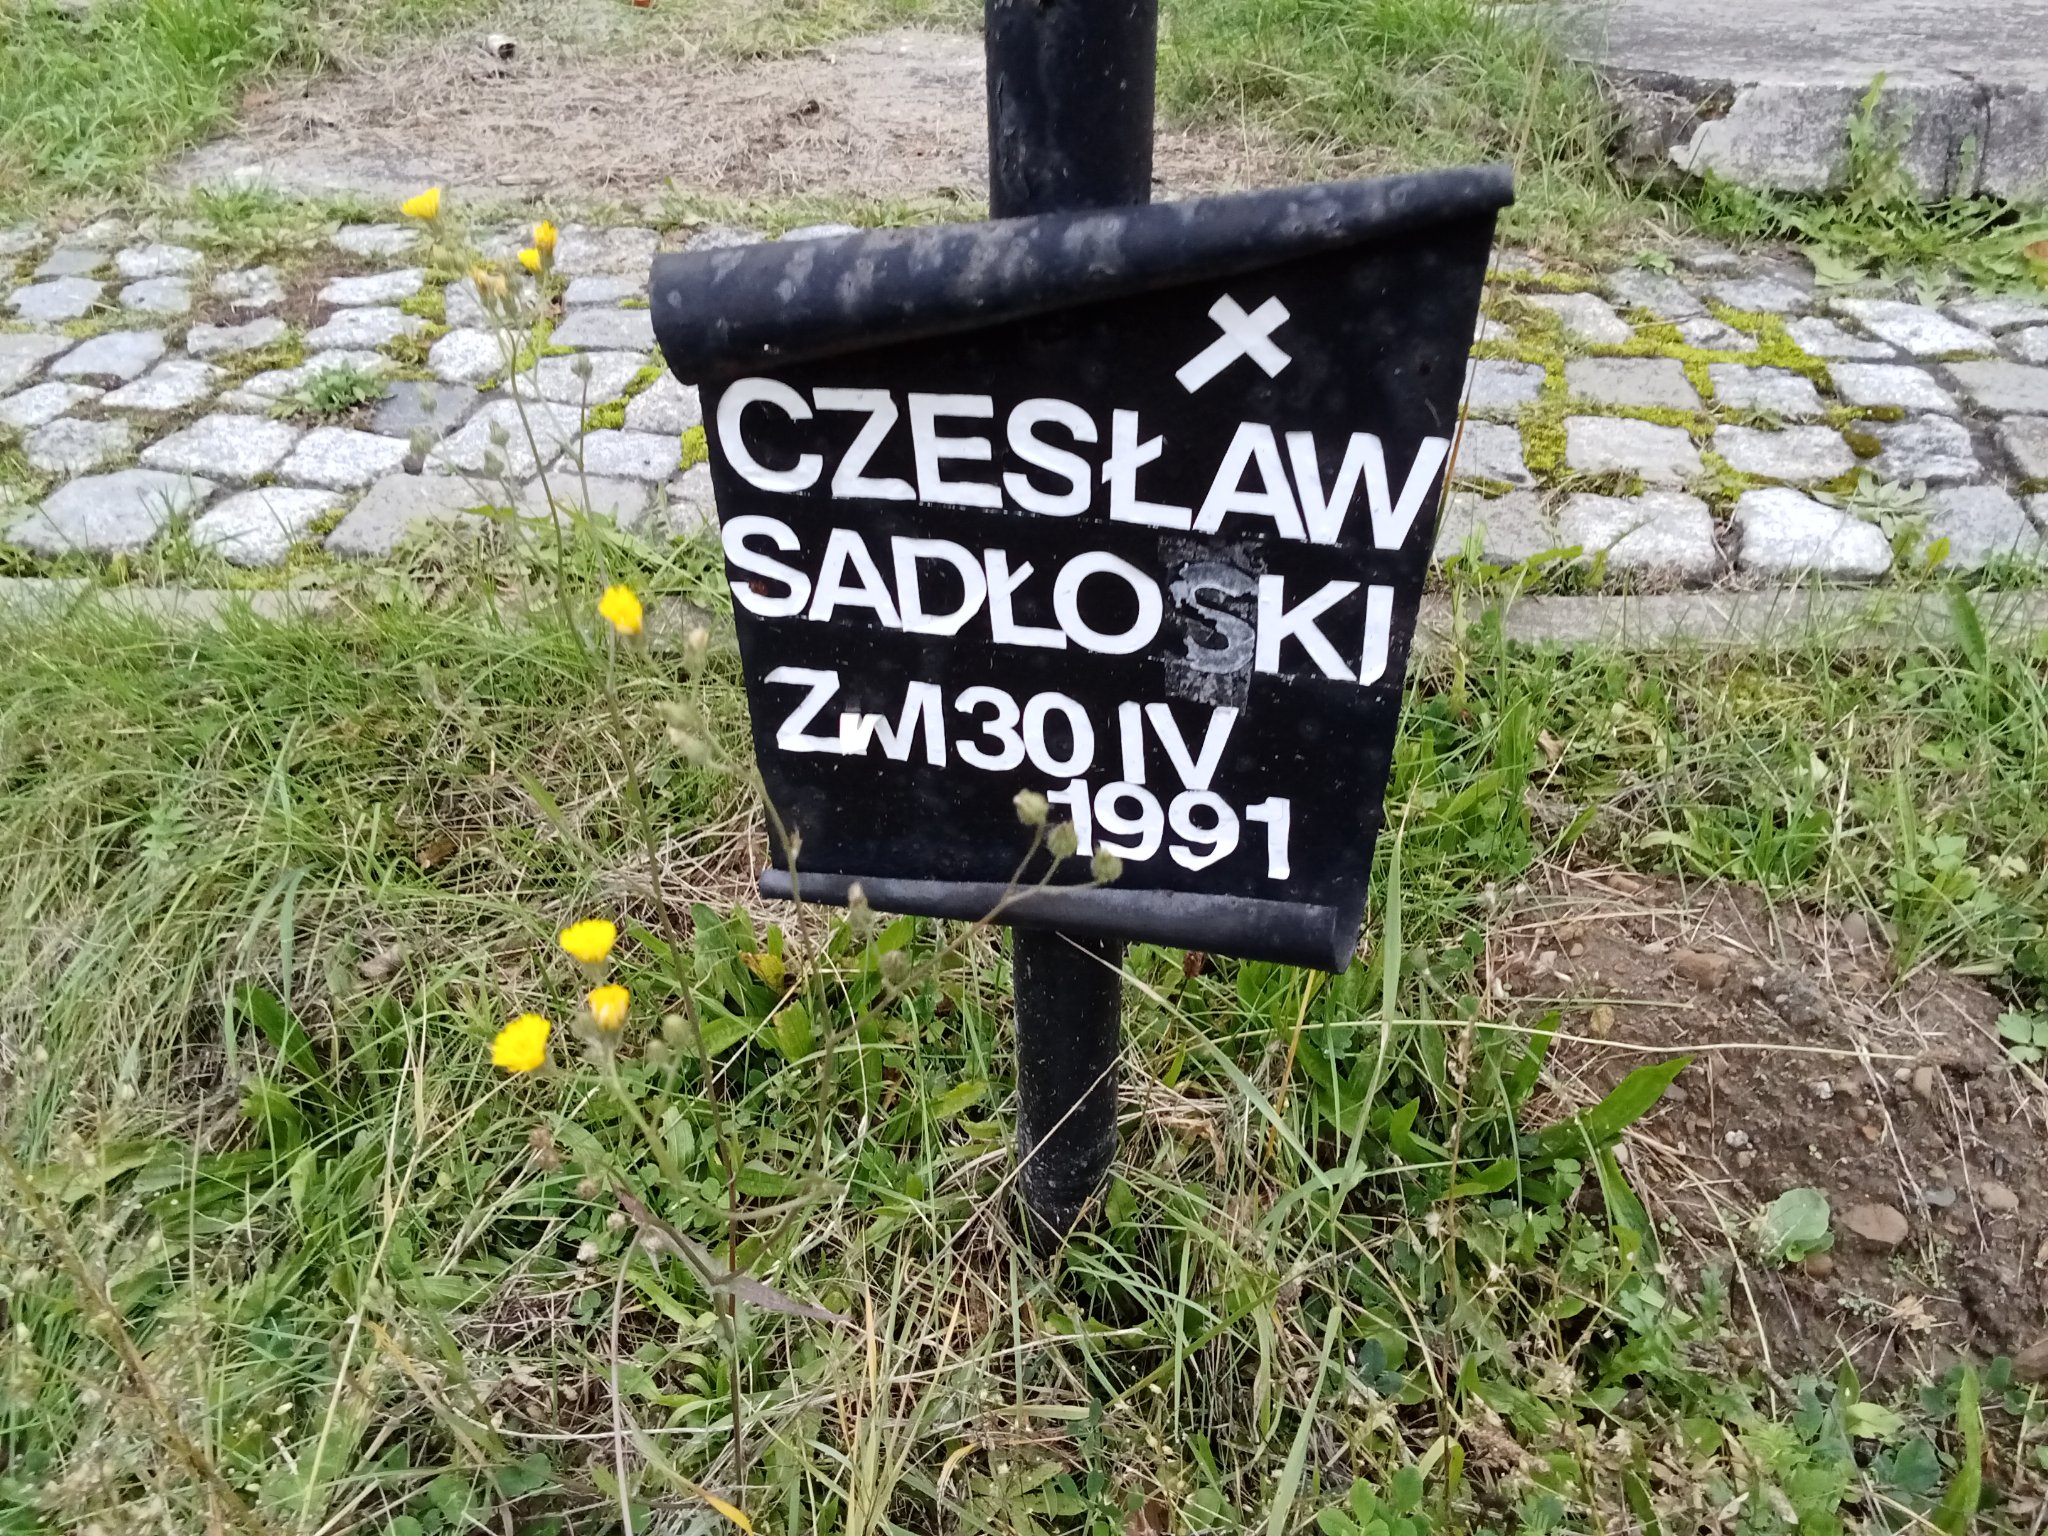 CZESŁAW
SADŁOSKI
ZM 30 IV
1991